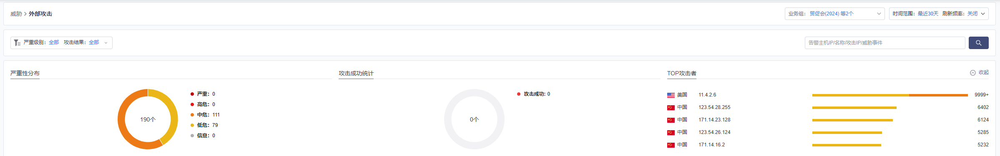 威胁 > 外部攻击
业务组： 贸促会(2024) 等2个
时间范围： 最近30天 刷新频率： 关闭
严重级别： 全部 攻击结果： 全部
告警主机IP/名称/攻击IP/威胁事件
严重性分布
190个
严重： 0
高危： 0
中危： 111
低危： 79
信息： 0
攻击成功统计
0个
攻击成功: 0
TOP攻击者
收起
美国 11.4.2.6 9999+
中国 123.54.28.255 6402
中国 171.14.23.128 6124
中国 123.54.26.124 5285
中国 171.14.16.2 5232